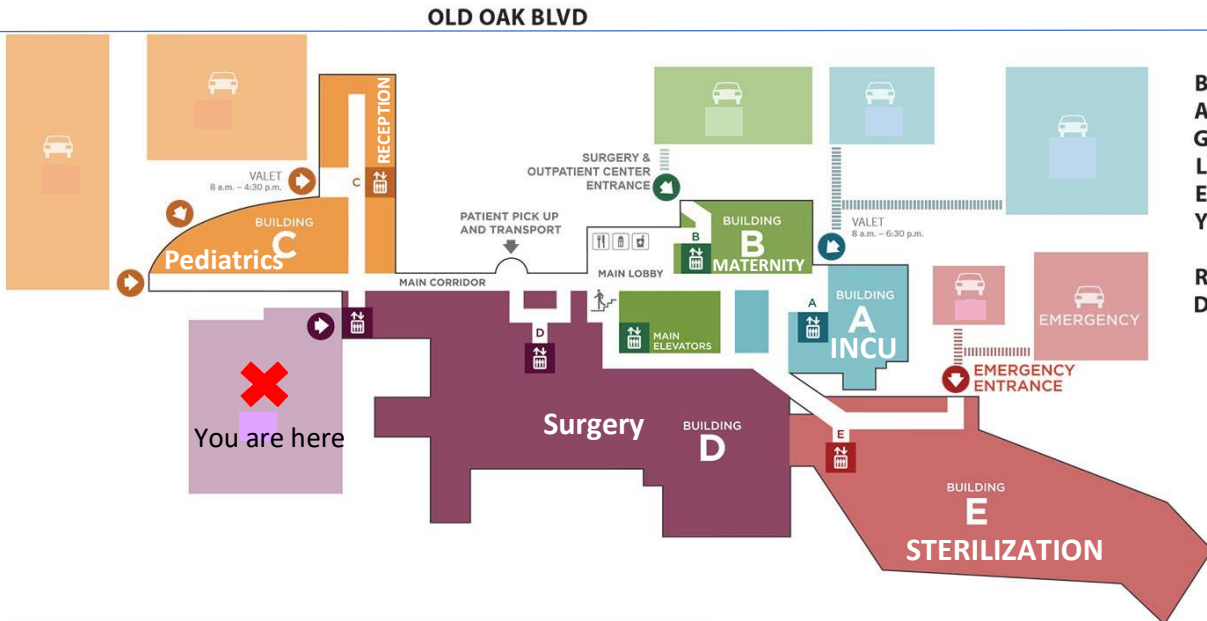 OLD OAK BLVD
BAGLEY RD
RECEPTION
VALET
8 a.m. – 4:30 p.m.
C
BUILDING
C
Pediatrics
SURGERY &
OUTPATIENT CENTER
ENTRANCE
PATIENT PICK UP
AND TRANSPORT
MAIN CORRIDOR
MAIN LOBBY
B
BUILDING
B
MATERNITY
VALET
8 a.m. – 6:30 p.m.
A
BUILDING
A
INCU
EMERGENCY
EMERGENCY
ENTRANCE
MAIN
ELEVATORS
D
You are here
Surgery
BUILDING
D
E
BUILDING
E
STERILIZATION